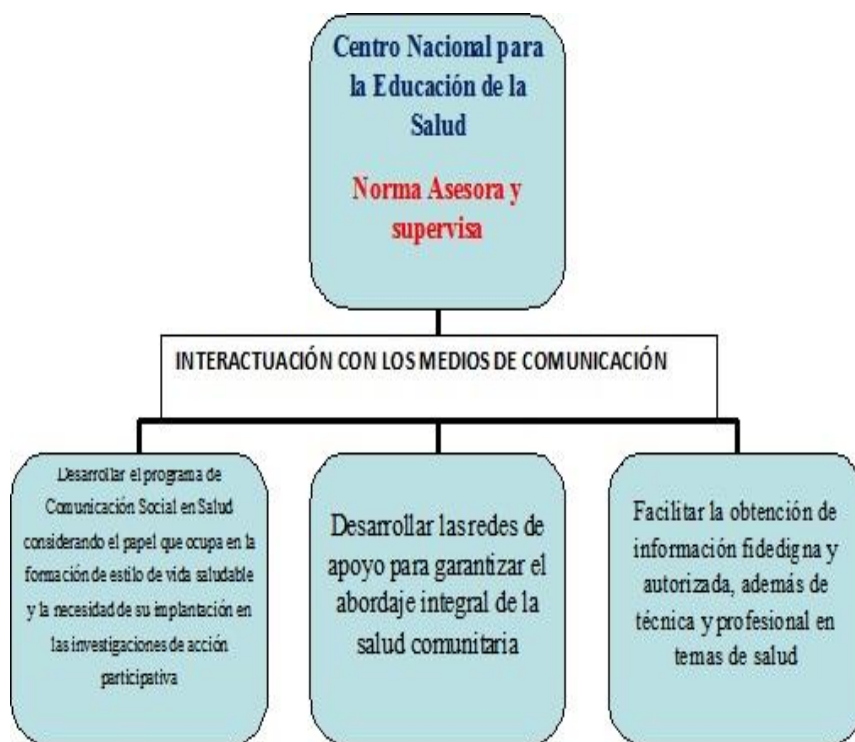 Centro Nacional para
la Educación de la
Salud
Norma Asesora y
supervisa
INTERACTUACIÓN CON LOS MEDIOS DE COMUNICACIÓN
Desarrollar el programa de
Comunicación Social en Salud
considerando el papel que ocupa en la
formación de estilo de vida saludable
y la necesidad de su implantación en
las investigaciones de acción
participativa
Desarrollar las redes de
apoyo para garantizar el
abordaje integral de la
salud comunitaria
Facilitar la obtención de
información fidedigna y
autorizada, además de
técnica y profesional en
temas de salud